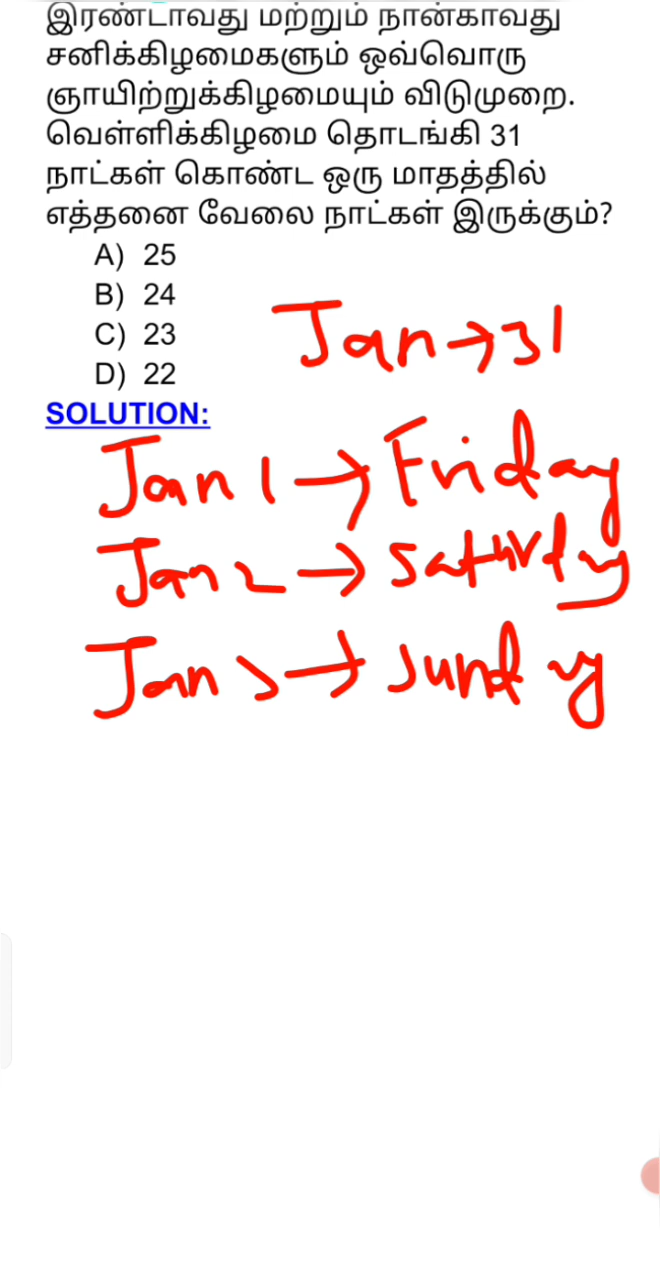 இரண்டாவது மற்றும் நான்காவது
சனிக்கிழமைகளும் ஒவ்வொரு
ஞாயிற்றுக்கிழமையும் விடுமுறை.
வெள்ளிக்கிழமை தொடங்கி 31
நாட்கள் கொண்ட ஒரு மாதத்தில்
எத்தனை வேலை நாட்கள் இருக்கும்?
A) 25
B) 24
C) 23
D) 22
Jan → 31
SOLUTION:
Jan 1 → Friday
Jan 2 → Saturday
Jan 3 → Sunday